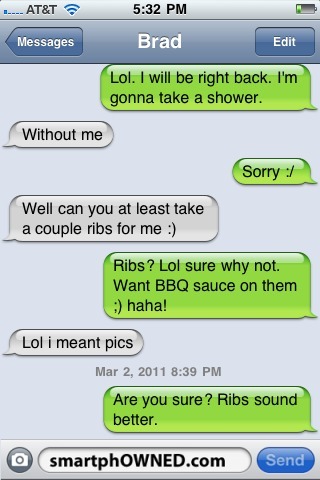 AT&T 5:32 PM
Messages Brad Edit
Lol. I will be right back. I'm
gonna take a shower.
Without me
Sorry :/
Well can you at least take
a couple ribs for me :)
Ribs? Lol sure why not.
Want BBQ sauce on them
;) haha!
Lol i meant pics
Mar 2, 2011 8:39 PM
Are you sure? Ribs sound
better.
smartphOWNED.com Send